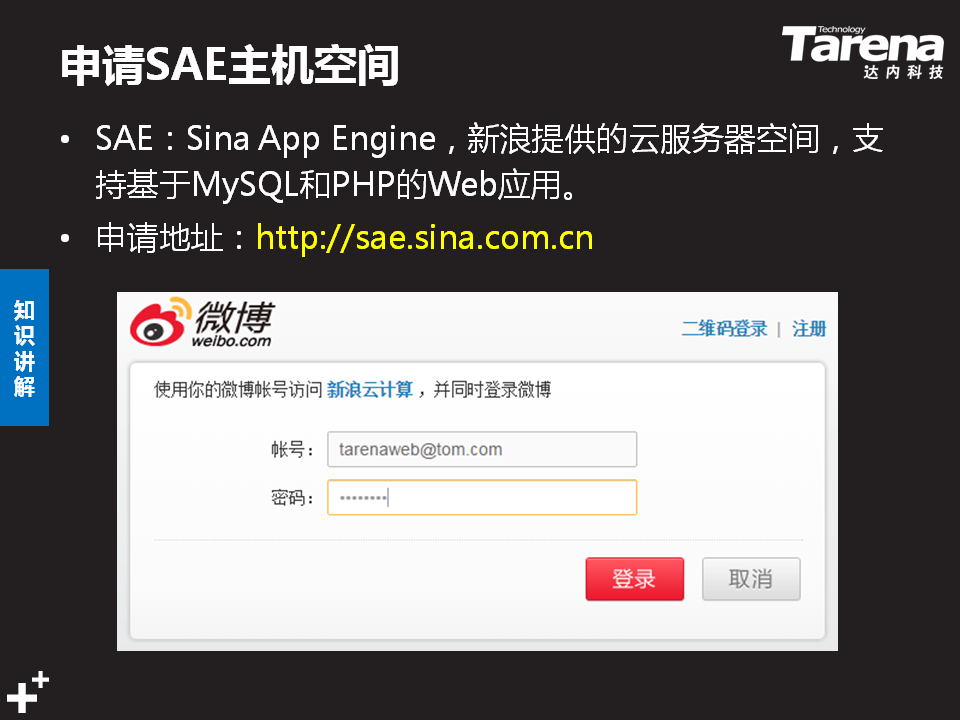 申请SAE主机空间
Technology
Tarena
达内科技
• SAE：Sina App Engine，新浪提供的云服务器空间，支
持基于MySQL和PHP的Web应用。
• 申请地址：http://sae.sina.com.cn
知识讲解
微博
weibo.com
二维码登录 | 注册
使用你的微博帐号访问 新浪云计算 ，并同时登录微博
帐号： tarenaweb@tom.com
密码： ••••••••
登录 取消